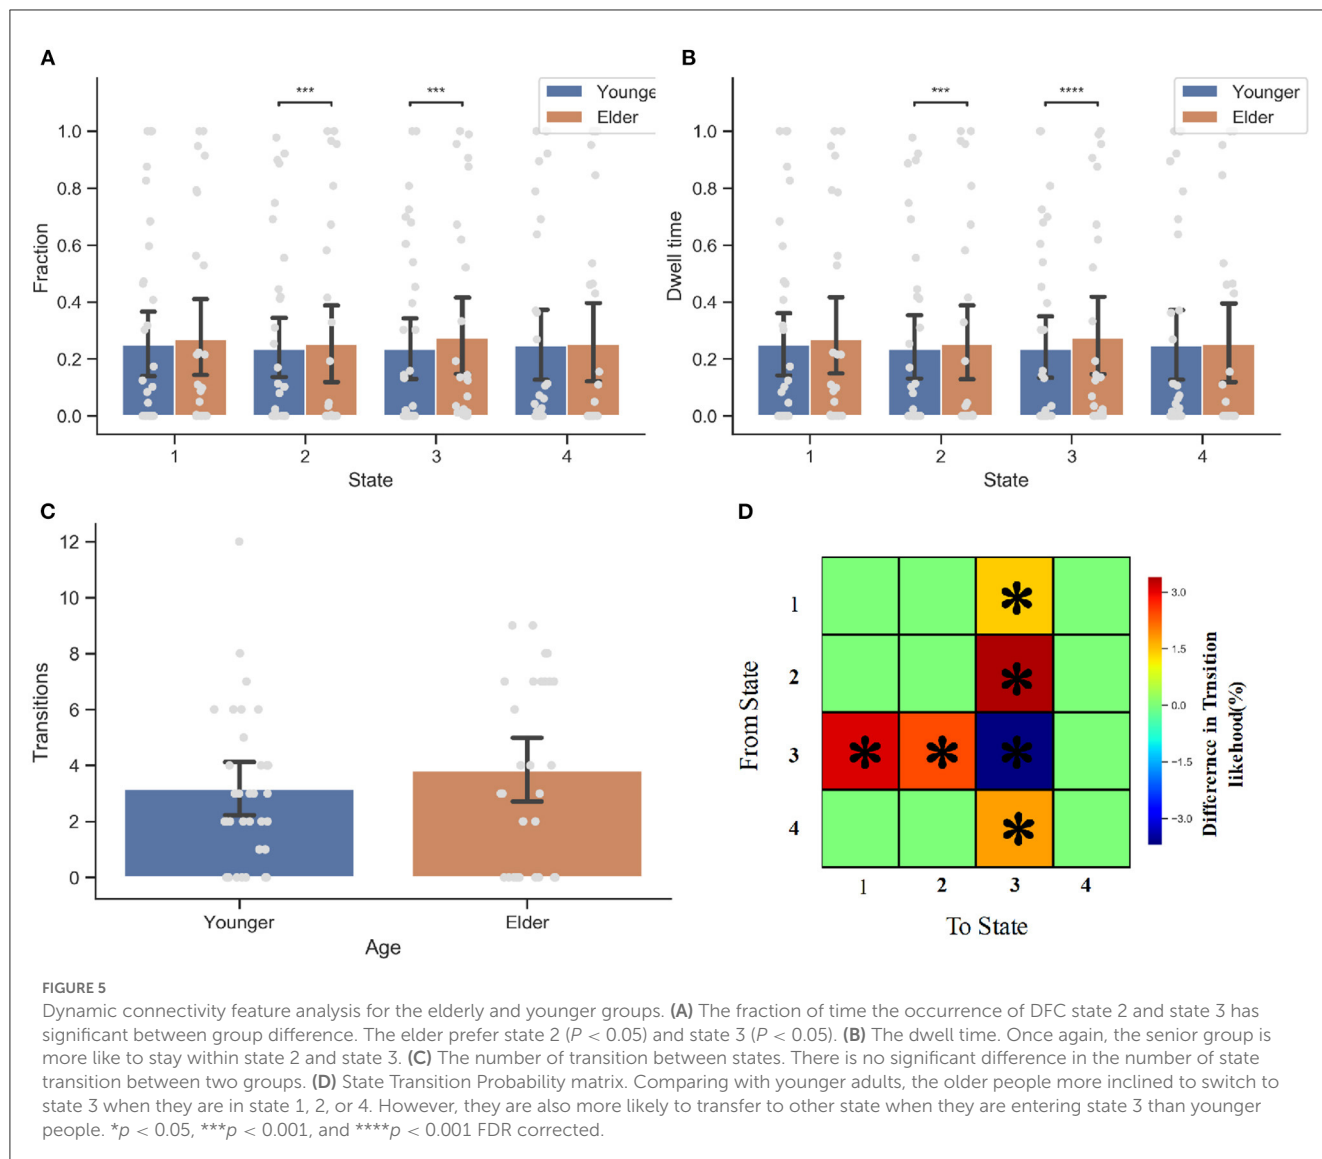 A
B
*** ***
Younge
Elder
1.0
0.8
0.6
0.4
0.2
0.0
Fraction
1 2 3 4
State
*** ****
Younger
Elder
1.0
0.8
0.6
0.4
0.2
0.0
Dwell time
1 2 3 4
State
C
D
12
10
8
6
4
2
0
Transitions
Younger Elder
Age
1
2
3
4
From State
* 
*
* * *
*
1 2 3 4
To State
3.0
1.5
0.0
-1.5
-3.0
Differernce in Trnsition
likehood(%)
FIGURE 5
Dynamic connectivity feature analysis for the elderly and younger groups. (A) The fraction of time the occurrence of DFC state 2 and state 3 has
significant between group difference. The elder prefer state 2 (P < 0.05) and state 3 (P < 0.05). (B) The dwell time. Once again, the senior group is
more like to stay within state 2 and state 3. (C) The number of transition between states. There is no significant difference in the number of state
transition between two groups. (D) State Transition Probability matrix. Comparing with younger adults, the older people more inclined to switch to
state 3 when they are in state 1, 2, or 4. However, they are also more likely to transfer to other state when they are entering state 3 than younger
people. *p < 0.05, ***p < 0.001, and ****p < 0.001 FDR corrected.